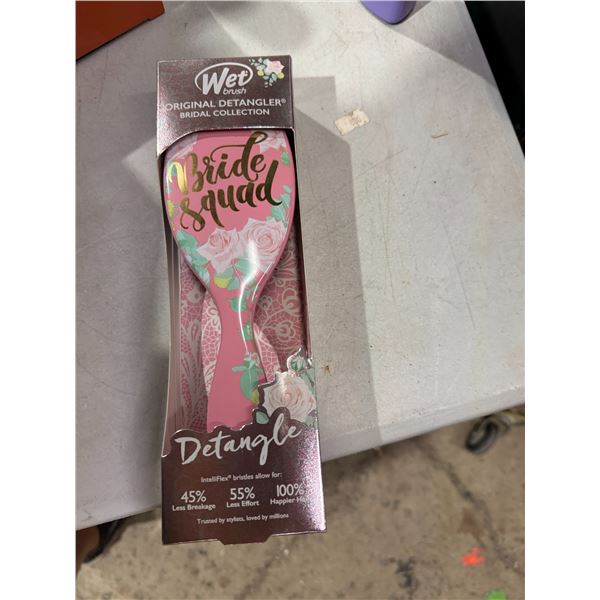 Wet
brush
ORIGINAL DETANGLER®
BRIDAL COLLECTION
Bride
squad
Detangle
IntelliFlex® bristles allow for:
45% 55% 100%
Less Breakage Less Effort Happier
Trusted by stylists, loved by millions